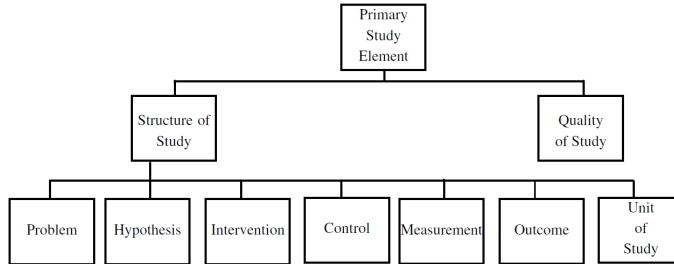 Primary
Study
Element
Structure of
Study
Quality
of Study
Problem
Hypothesis
Intervention
Control
Measurement
Outcome
Unit
of
Study